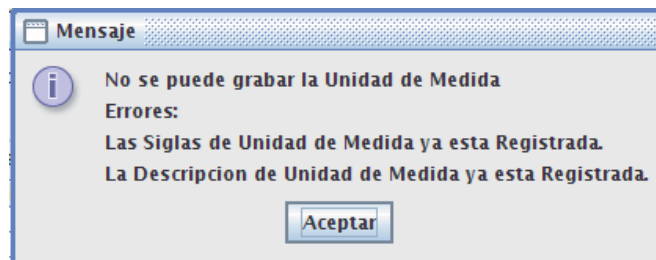 Mensaje
No se puede grabar la Unidad de Medida
Errores:
Las Siglas de Unidad de Medida ya esta Registrada.
La Descripcion de Unidad de Medida ya esta Registrada.
Aceptar